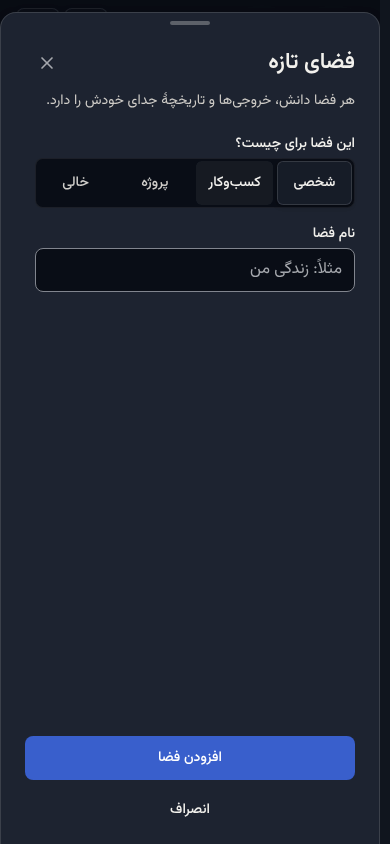 فضای تازه
هر فضا دانش، خروجی‌ها و تاریخچهٔ جدای خودش را دارد.
این فضا برای چیست؟
شخصی
کسب‌وکار
پروژه
خالی
نام فضا
مثلاً: زندگی من
افزودن فضا
انصراف